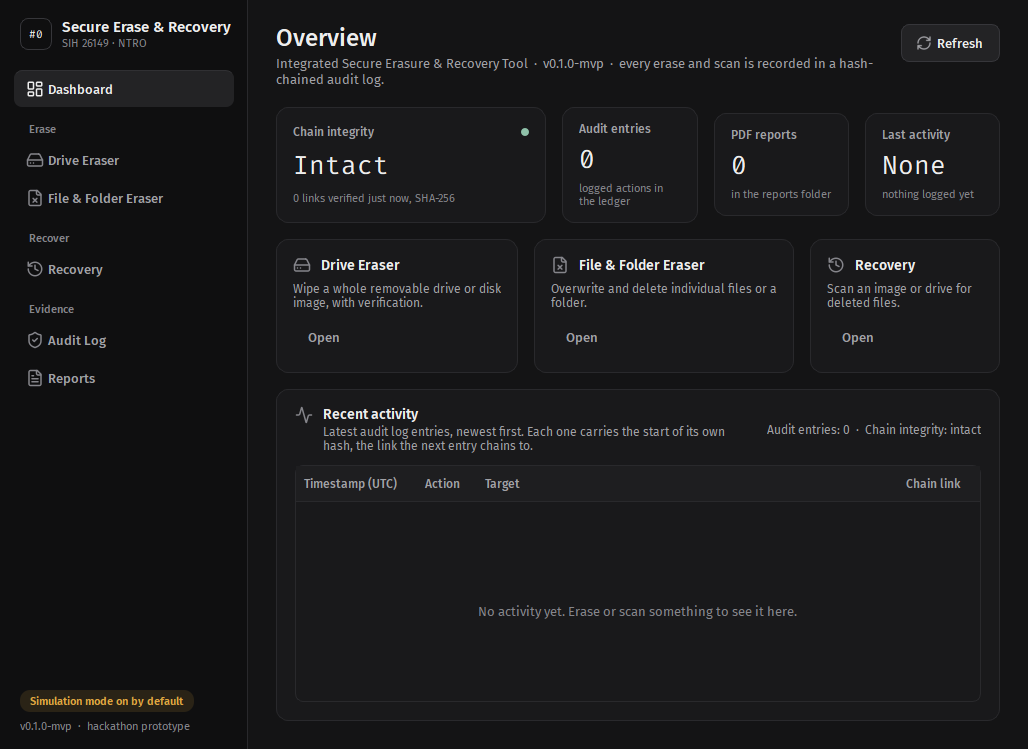 #0
Secure Erase & Recovery
SIH 26149 · NTRO
Dashboard
Erase
Drive Eraser
File & Folder Eraser
Recover
Recovery
Evidence
Audit Log
Reports
Simulation mode on by default
v0.1.0-mvp · hackathon prototype
Overview
Integrated Secure Erasure & Recovery Tool · v0.1.0-mvp · every erase and scan is recorded in a hash-
chained audit log.
Refresh
Chain integrity
Intact
0 links verified just now, SHA-256
Audit entries
0
logged actions in
the ledger
PDF reports
0
in the reports folder
Last activity
None
nothing logged yet
Drive Eraser
Wipe a whole removable drive or disk
image, with verification.
Open
File & Folder Eraser
Overwrite and delete individual files or a
folder.
Open
Recovery
Scan an image or drive for
deleted files.
Open
Recent activity
Latest audit log entries, newest first. Each one carries the start of its own
hash, the link the next entry chains to.
Audit entries: 0 · Chain integrity: intact
Timestamp (UTC) Action Target Chain link
No activity yet. Erase or scan something to see it here.